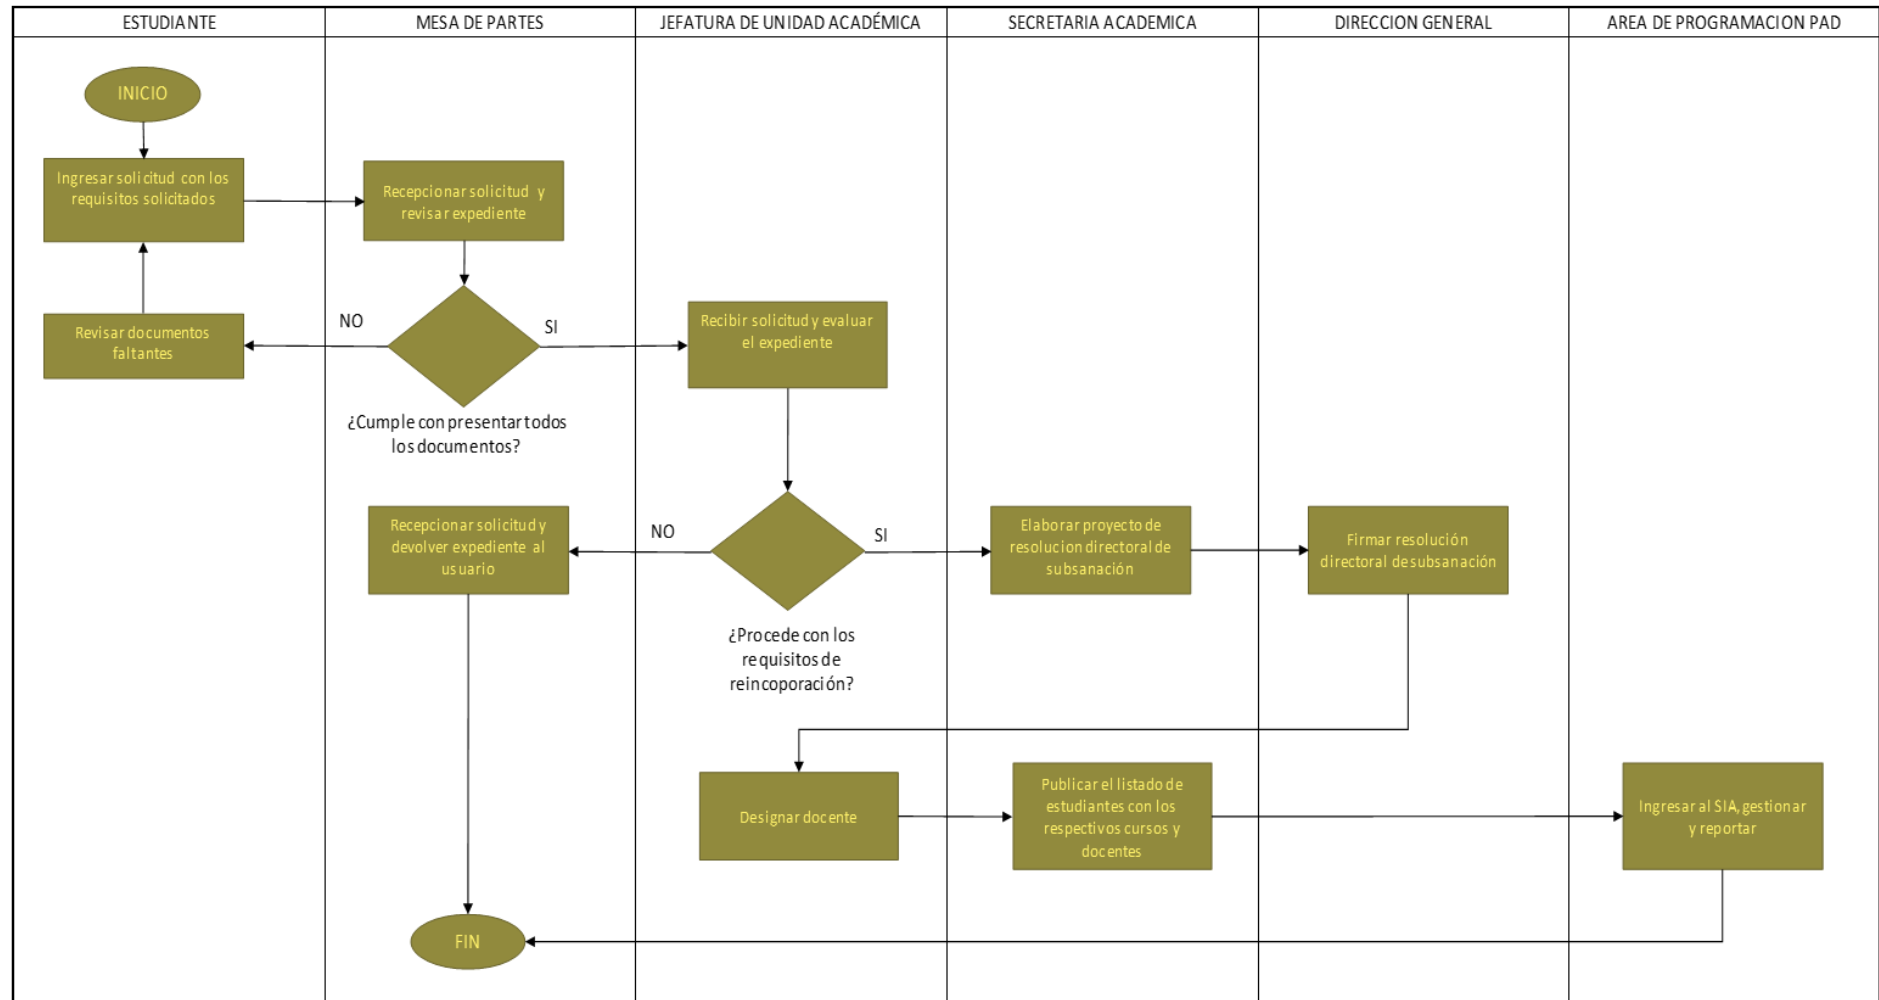 ESTUDIANTE
MESA DE PARTES
JEFATURA DE UNIDAD ACADÉMICA
SECRETARIA ACADEMICA
DIRECCION GENERAL
AREA DE PROGRAMACION PAD
INICIO
Ingresar solicitud con los
requisitos solicitados
Recepcionar solicitud y
revisar expediente
Revisar documentos
faltantes
NO
SI
¿Cumple con presentar todos
los documentos?
Recibir solicitud y evaluar
el expediente
Recepcionar solicitud y
devolver expediente al
usuario
NO
SI
¿Procede con los
requisitos de
reincoporación?
Elaborar proyecto de
resolucion directoral de
subsanación
Firmar resolución
directoral de subsanación
Designar docente
Publicar el listado de
estudiantes con los
respectivos cursos y
docentes
Ingresar al SIA, gestionar
y reportar
FIN